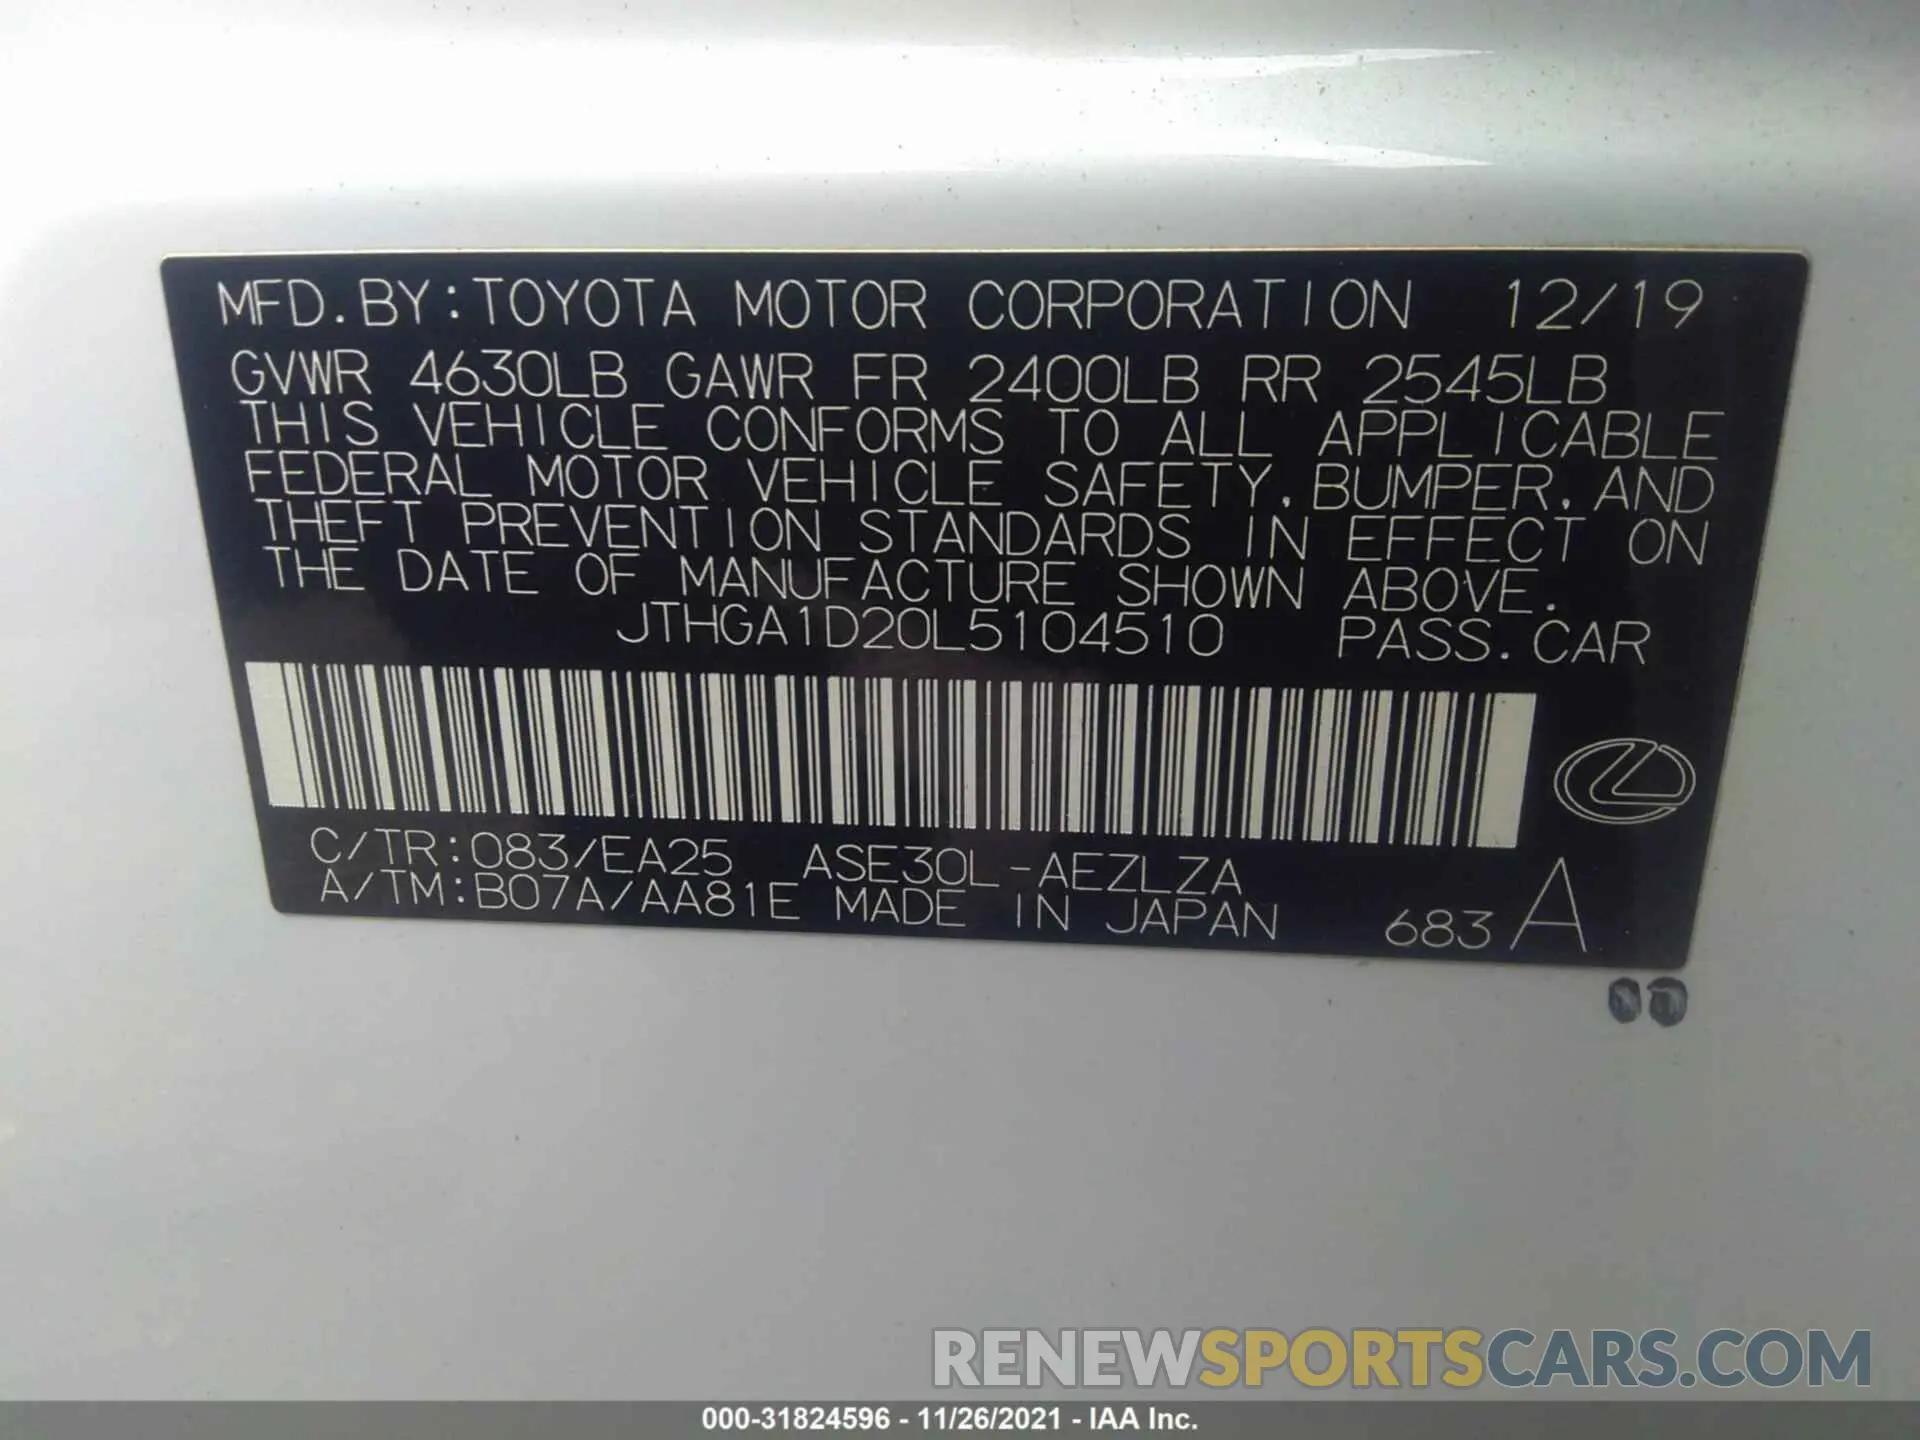 MFD. BY: TOYOTA MOTOR CORPORATION 12/19
GVWR 4630LB GAWR FR 2400LB RR 2545LB
THIS VEHICLE CONFORMS TO ALL APPLICABLE
FEDERAL MOTOR VEHICLE SAFETY, BUMPER, AND
THEFT PREVENTION STANDARDS IN EFFECT ON
THE DATE OF MANUFACTURE SHOWN ABOVE.
JTHGA1D20L5104510 PASS. CAR
C/TR: 083/EA25 ASE30L-AEZLZA
A/TM: B07A/AA81E MADE IN JAPAN 683 A
RENEWSPORTSCARS.COM
000-31824596 - 11/26/2021 - IAA Inc.